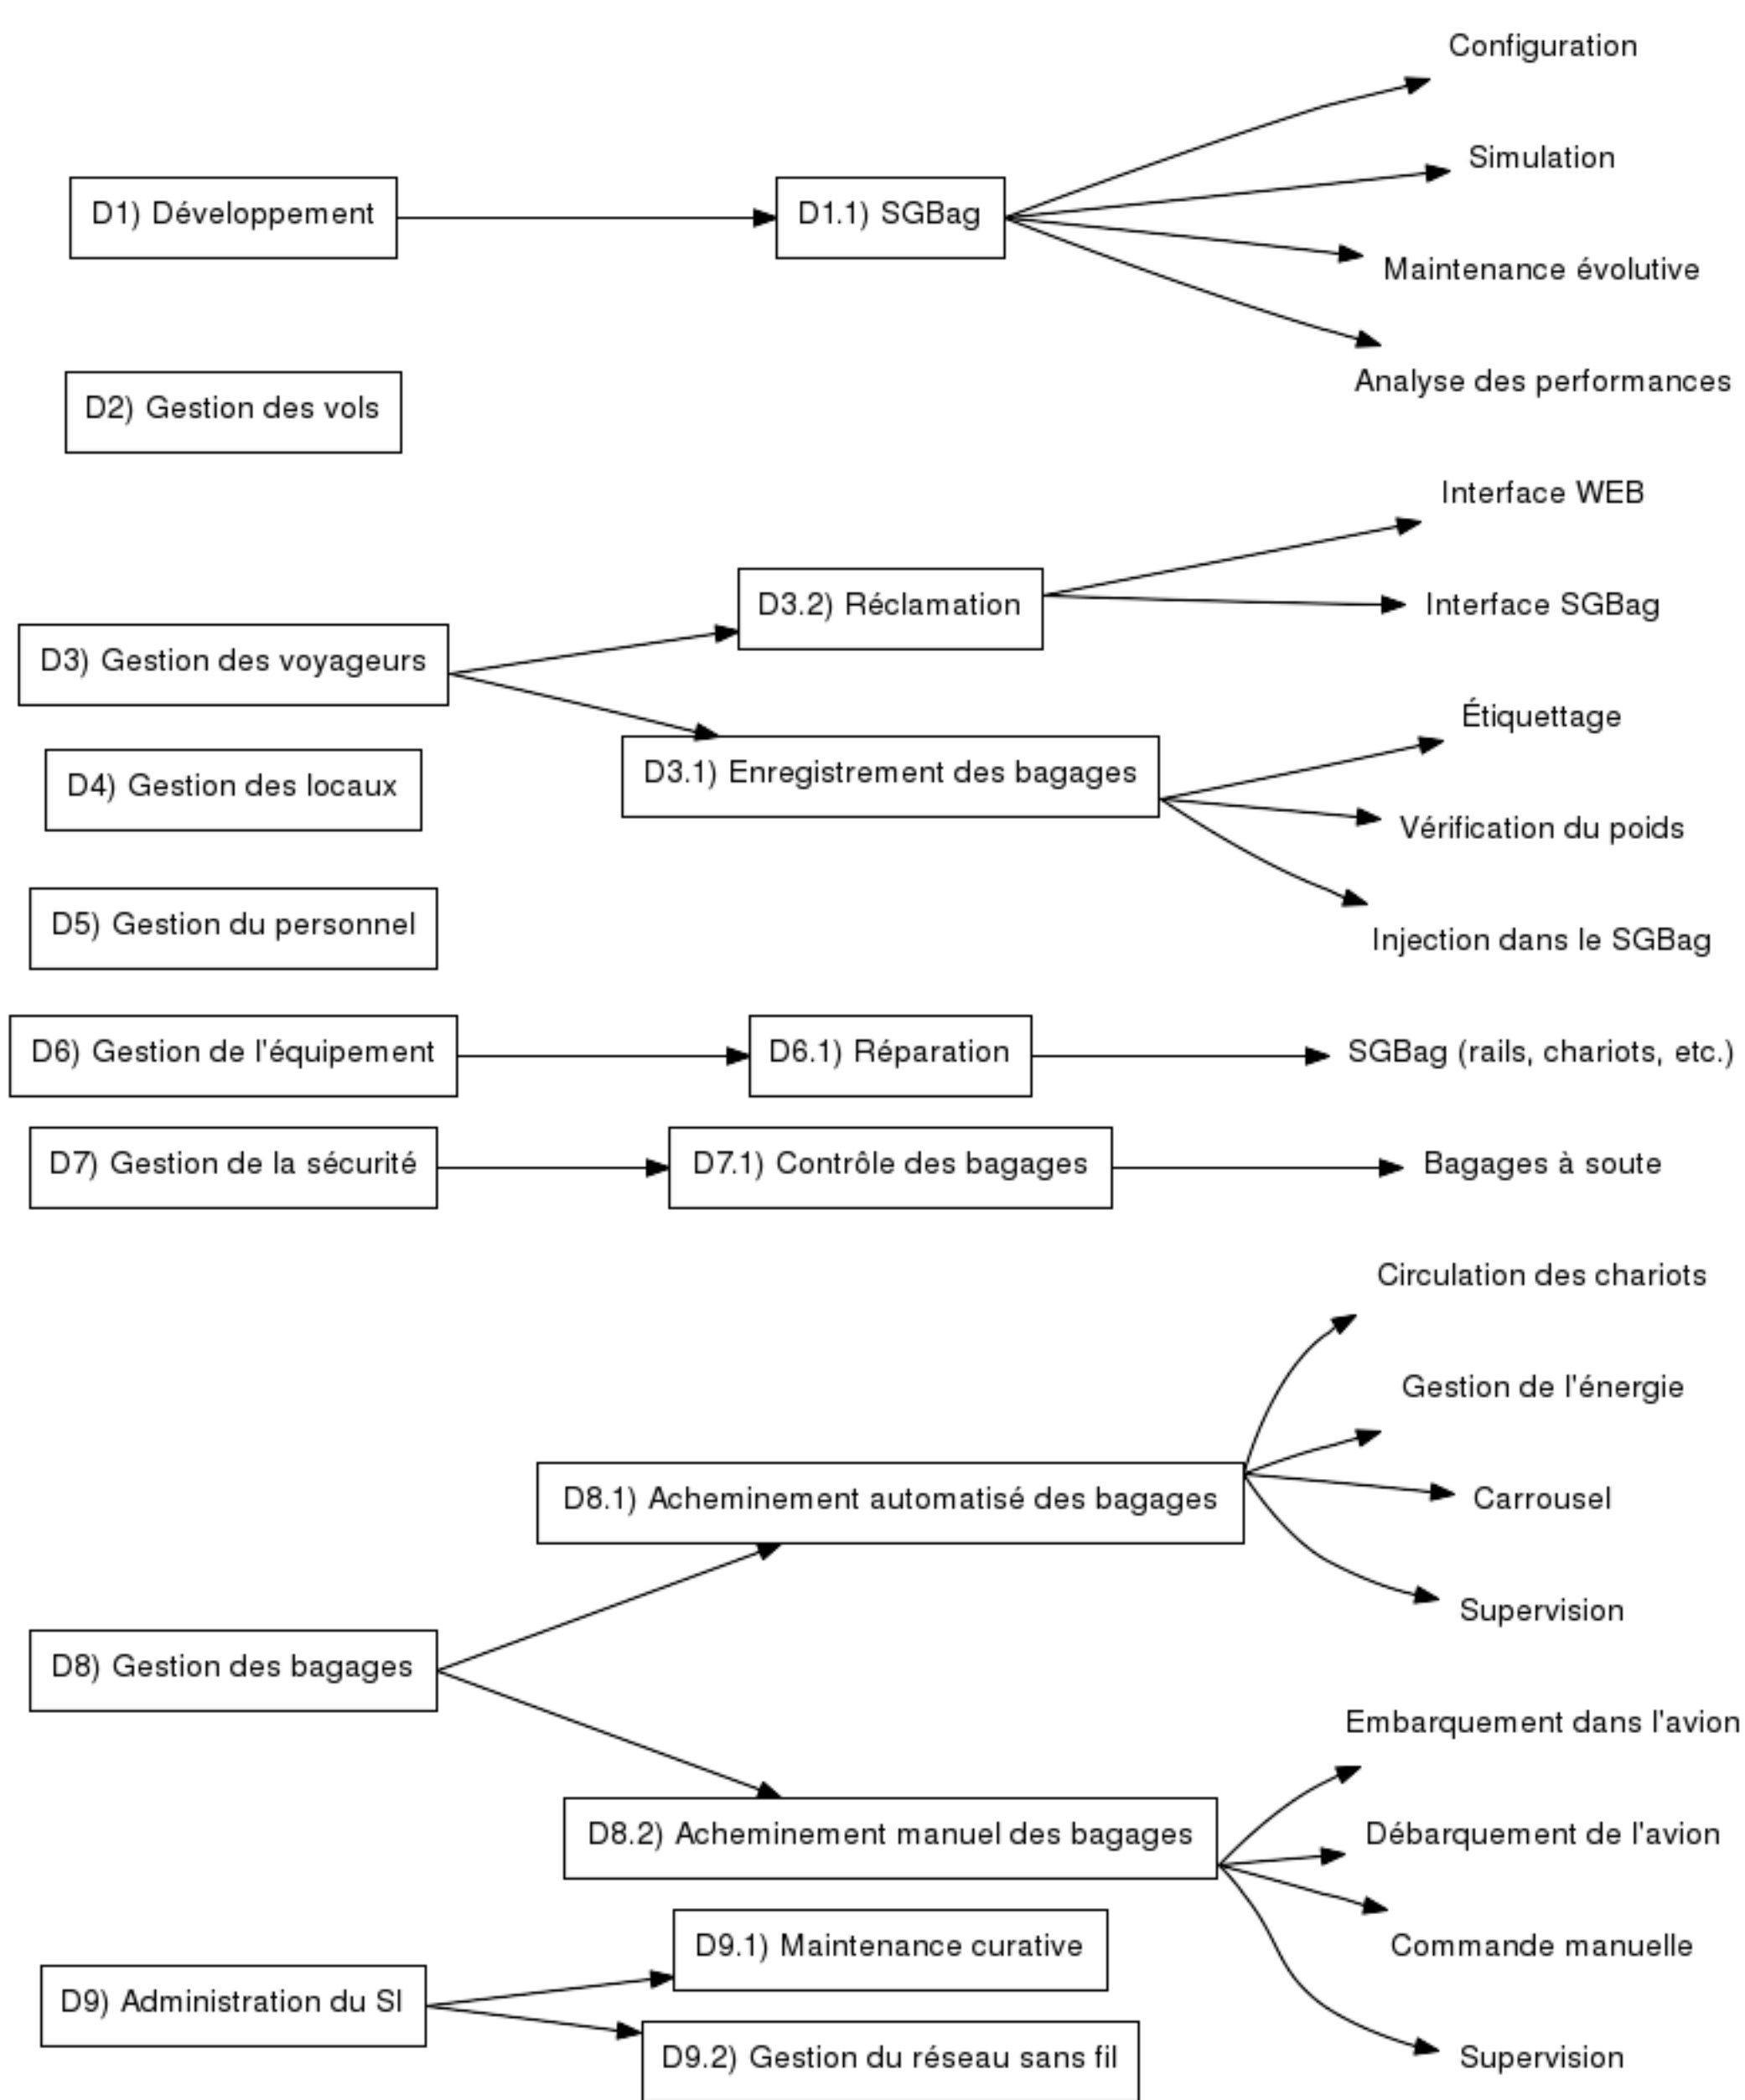 Configuration
Simulation
D1) Développement
D1.1) SGBag
Maintenance évolutive
Analyse des performances
D2) Gestion des vols
Interface WEB
D3.2) Réclamation
Interface SGBag
D3) Gestion des voyageurs
Étiquettage
D3.1) Enregistrement des bagages
D4) Gestion des locaux
Vérification du poids
D5) Gestion du personnel
Injection dans le SGBag
D6) Gestion de l'équipement
D6.1) Réparation
SGBag (rails, chariots, etc.)
D7) Gestion de la sécurité
D7.1) Contrôle des bagages
Bagages à soute
Circulation des chariots
Gestion de l'énergie
D8.1) Acheminement automatisé des bagages
Carrousel
Supervision
D8) Gestion des bagages
Embarquement dans l'avion
D8.2) Acheminement manuel des bagages
Débarquement de l'avion
D9.1) Maintenance curative
Commande manuelle
D9) Administration du SI
D9.2) Gestion du réseau sans fil
Supervision